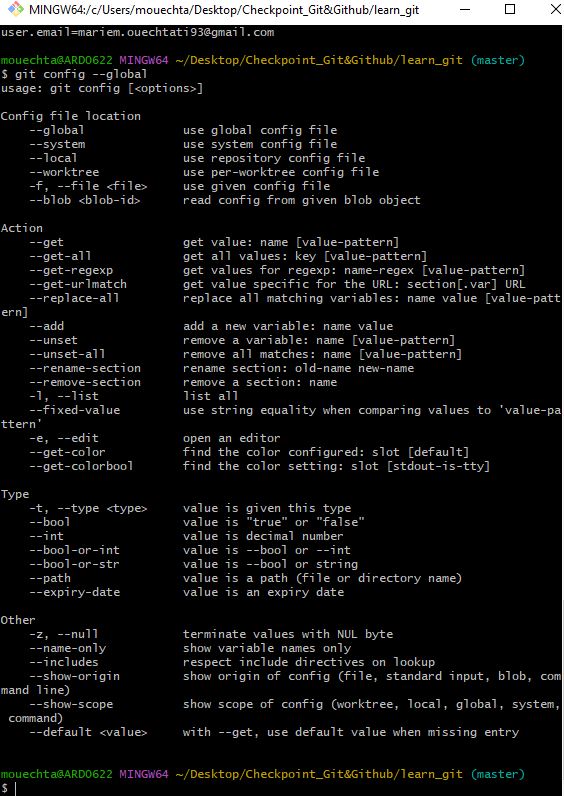 MINGW64:/c/Users/mouechta/Desktop/Checkpoint_Git&Github/learn_git
user.email=mariem.ouechtati93@gmail.com
mouechta@ARDO622 MINGW64 ~/Desktop/Checkpoint_Git&Github/learn_git (master)
$ git config --global
usage: git config [<options>]
Config file location
--global use global config file
--system use system config file
--local use repository config file
--worktree use per-worktree config file
-f, --file <file> use given config file
--blob <blob-id> read config from given blob object
Action
--get get value: name [value-pattern]
--get-all get all values: key [value-pattern]
--get-regexp get values for regexp: name-regex [value-pattern]
--get-urlmatch get value specific for the URL: section[.var] URL
--replace-all replace all matching variables: name value [value-patt
ern]
--add add a new variable: name value
--unset remove a variable: name [value-pattern]
--unset-all remove all matches: name [value-pattern]
--rename-section rename section: old-name new-name
--remove-section remove a section: name
-l, --list list all
--fixed-value use string equality when comparing values to 'value-pa
ttern'
-e, --edit open an editor
--get-color find the color configured: slot [default]
--get-colorbool find the color setting: slot [stdout-is-tty]
Type
-t, --type <type> value is given this type
--bool value is "true" or "false"
--int value is decimal number
--bool-or-int value is --bool or --int
--bool-or-str value is --bool or string
--path value is a path (file or directory name)
--expiry-date value is an expiry date
Other
-z, --null terminate values with NUL byte
--name-only show variable names only
--includes respect include directives on lookup
--show-origin show origin of config (file, standard input, blob, com
mand line)
--show-scope show scope of config (worktree, local, global, system,
command)
--default <value> with --get, use default value when missing entry
mouechta@ARDO622 MINGW64 ~/Desktop/Checkpoint_Git&Github/learn_git (master)
$